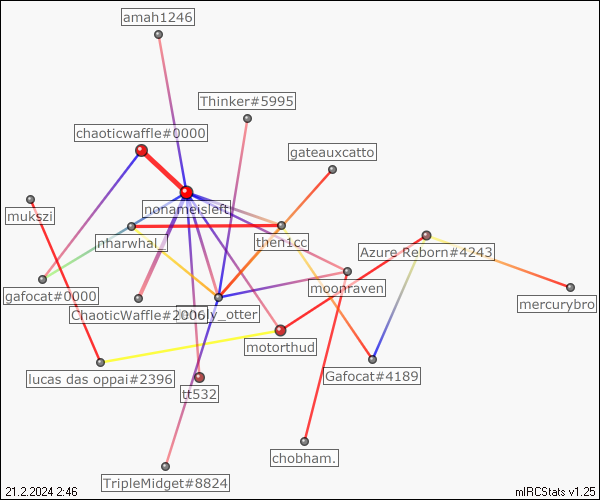 amah1246
Thinker#5995
chaoticwaffle#0000
gateauxcatto
nonameisleft
mukszi
nharwhal_
then1cc
Azure Reborn#4243
moonraven
gafocat#0000
mercurybro
ChaoticWaffle#2006
_otter
motorthud
Gafocat#4189
lucas das oppai#2396
tt532
chobham.
TripleMidget#8824
21.2.2024 2:46
mIRCStats v1.25